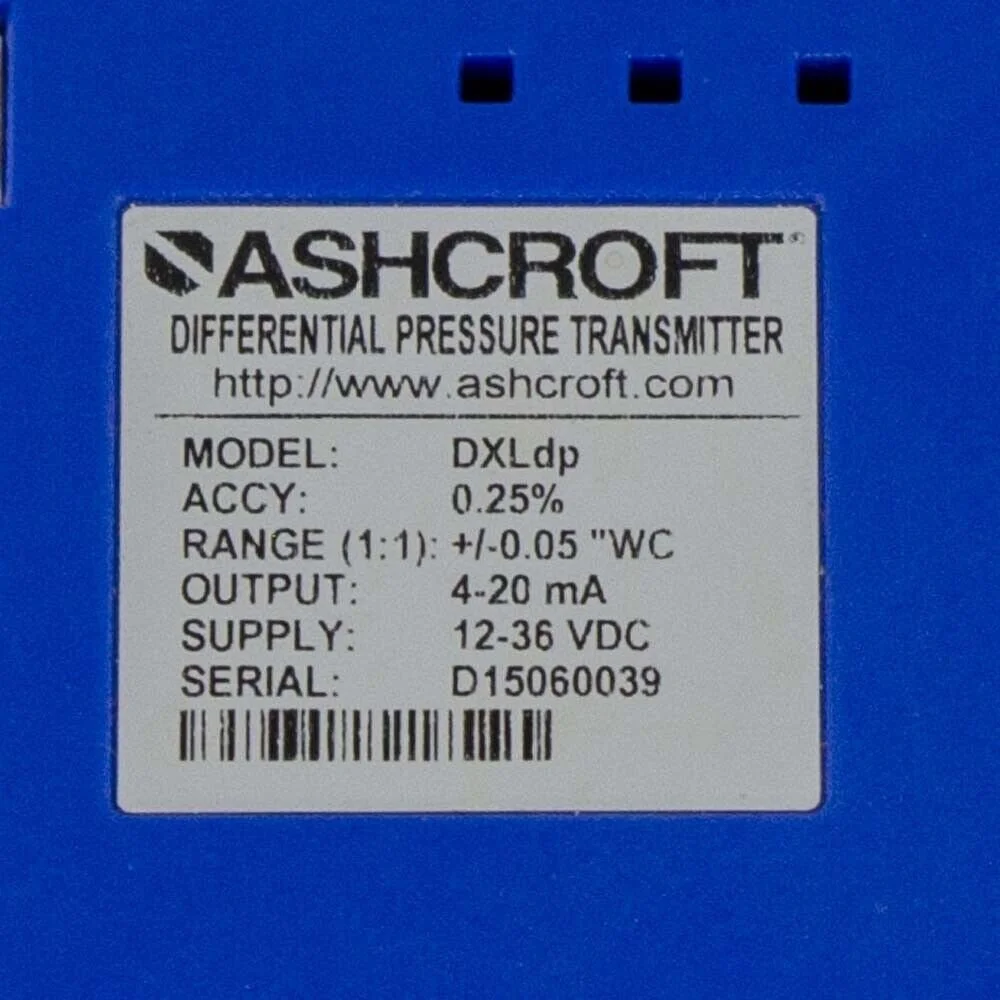 ASHCROFT®
DIFFERENTIAL PRESSURE TRANSMITTER
http://www.ashcroft.com
MODEL: DXLdp
ACCY: 0.25%
RANGE (1:1): +/-0.05 "WC
OUTPUT: 4-20 mA
SUPPLY: 12-36 VDC
SERIAL: D15060039